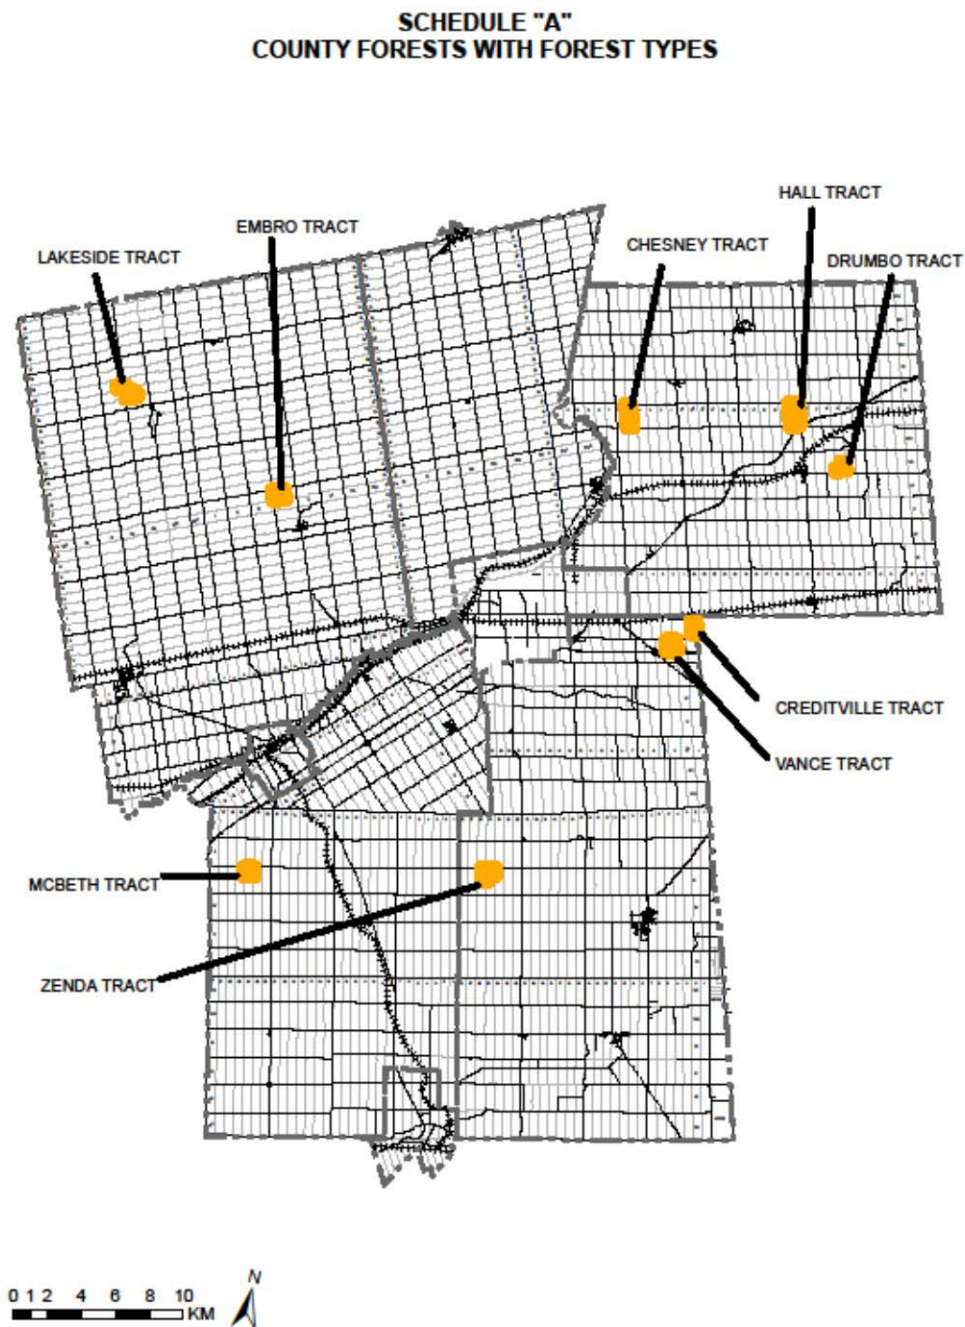 SCHEDULE "A"
COUNTY FORESTS WITH FOREST TYPES
HALL TRACT
EMBRO TRACT
CHESNEY TRACT
LAKESIDE TRACT
DRUMBO TRACT
CREDITVILLE TRACT
VANCE TRACT
MCBETH TRACT
ZENDA TRACT
N
0 1 2 4 6 8 10
KM